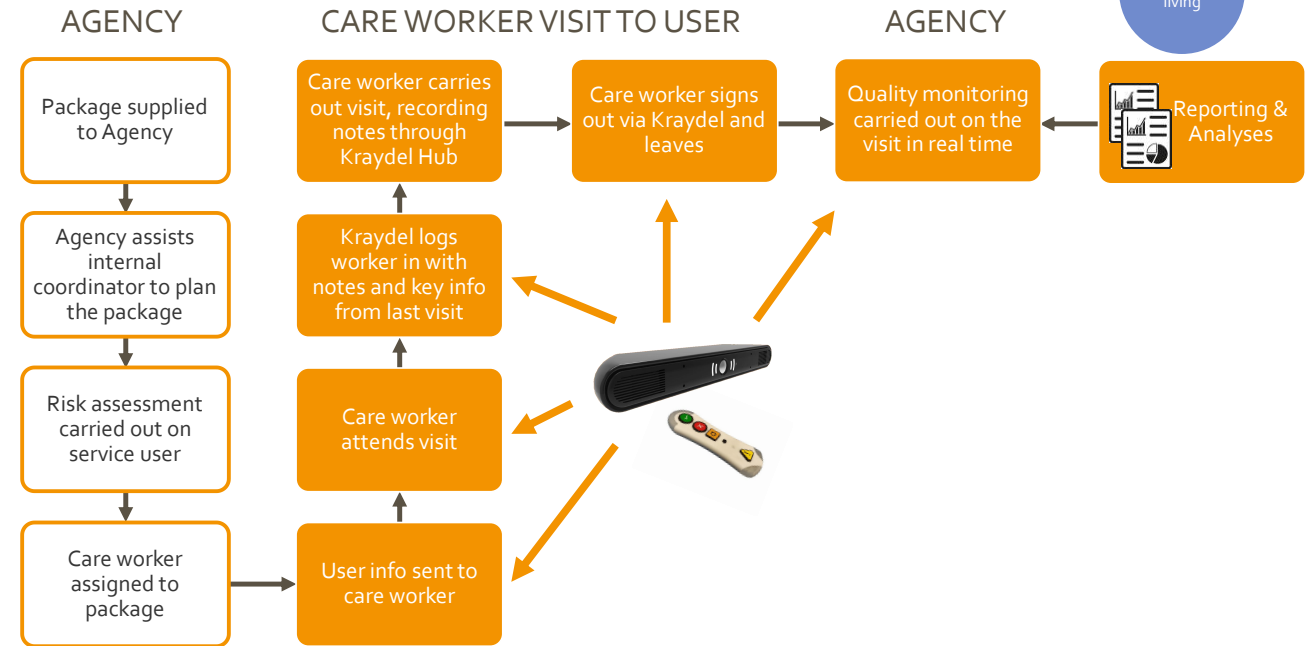 AGENCY
CARE WORKER VISIT TO USER
AGENCY
living
Package supplied
to Agency
Agency assists
internal
coordinator to plan
the package
Risk assessment
carried out on
service user
Care worker
assigned to
package
User info sent to
care worker
Care worker
attends visit
Kraydel logs
worker in with
notes and key info
from last visit
Care worker carries
out visit, recording
notes through
Kraydel Hub
Care worker signs
out via Kraydel and
leaves
Quality monitoring
carried out on the
visit in real time
Reporting &
Analyses